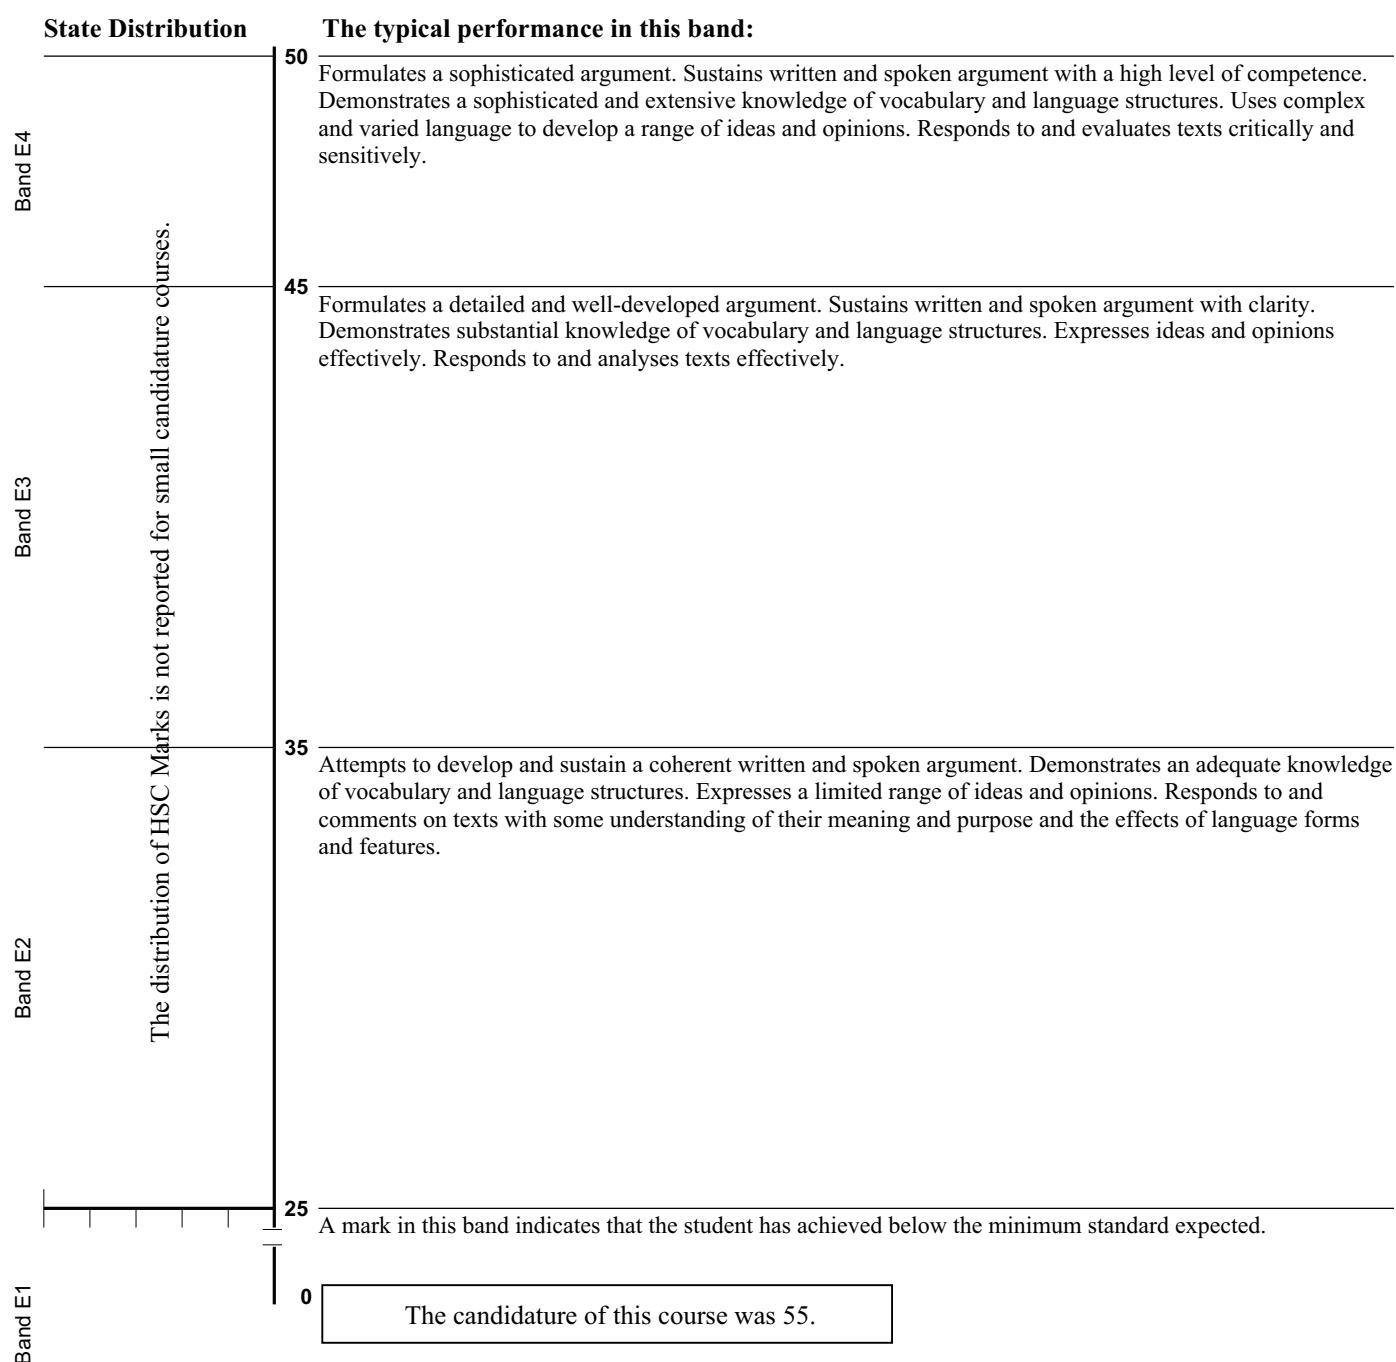 State Distribution
The typical performance in this band:
50
Formulates a sophisticated argument. Sustains written and spoken argument with a high level of competence.
Demonstrates a sophisticated and extensive knowledge of vocabulary and language structures. Uses complex
and varied language to develop a range of ideas and opinions. Responds to and evaluates texts critically and
sensitively.
Band E4
The distribution of HSC Marks is not reported for small candidature courses.
45
Formulates a detailed and well-developed argument. Sustains written and spoken argument with clarity.
Demonstrates substantial knowledge of vocabulary and language structures. Expresses ideas and opinions
effectively. Responds to and analyses texts effectively.
Band E3
35
Attempts to develop and sustain a coherent written and spoken argument. Demonstrates an adequate knowledge
of vocabulary and language structures. Expresses a limited range of ideas and opinions. Responds to and
comments on texts with some understanding of their meaning and purpose and the effects of language forms
and features.
Band E2
25
A mark in this band indicates that the student has achieved below the minimum standard expected.
0
Band E1
The candidature of this course was 55.